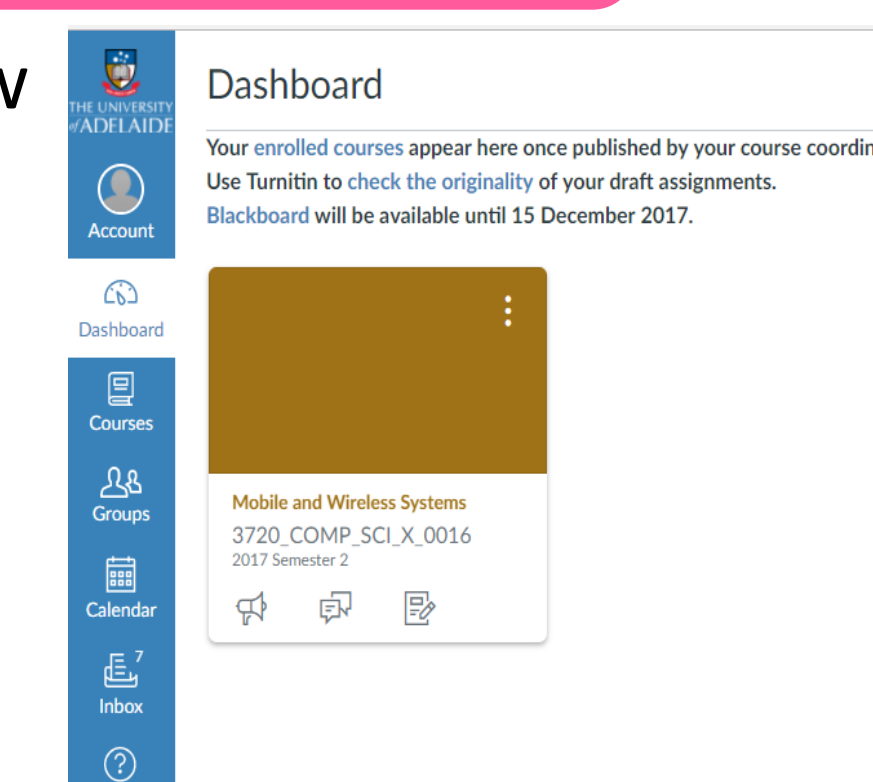 THE UNIVERSITY
of ADELAIDE
Account
Dashboard
Courses
Groups
Calendar
7
Inbox
Dashboard
Your enrolled courses appear here once published by your course
Use Turnitin to check the originality of your draft assignments.
Blackboard will be available until 15 December 2017.
Mobile and Wireless Systems
3720_COMP_SCI_X_0016
2017 Semester 2